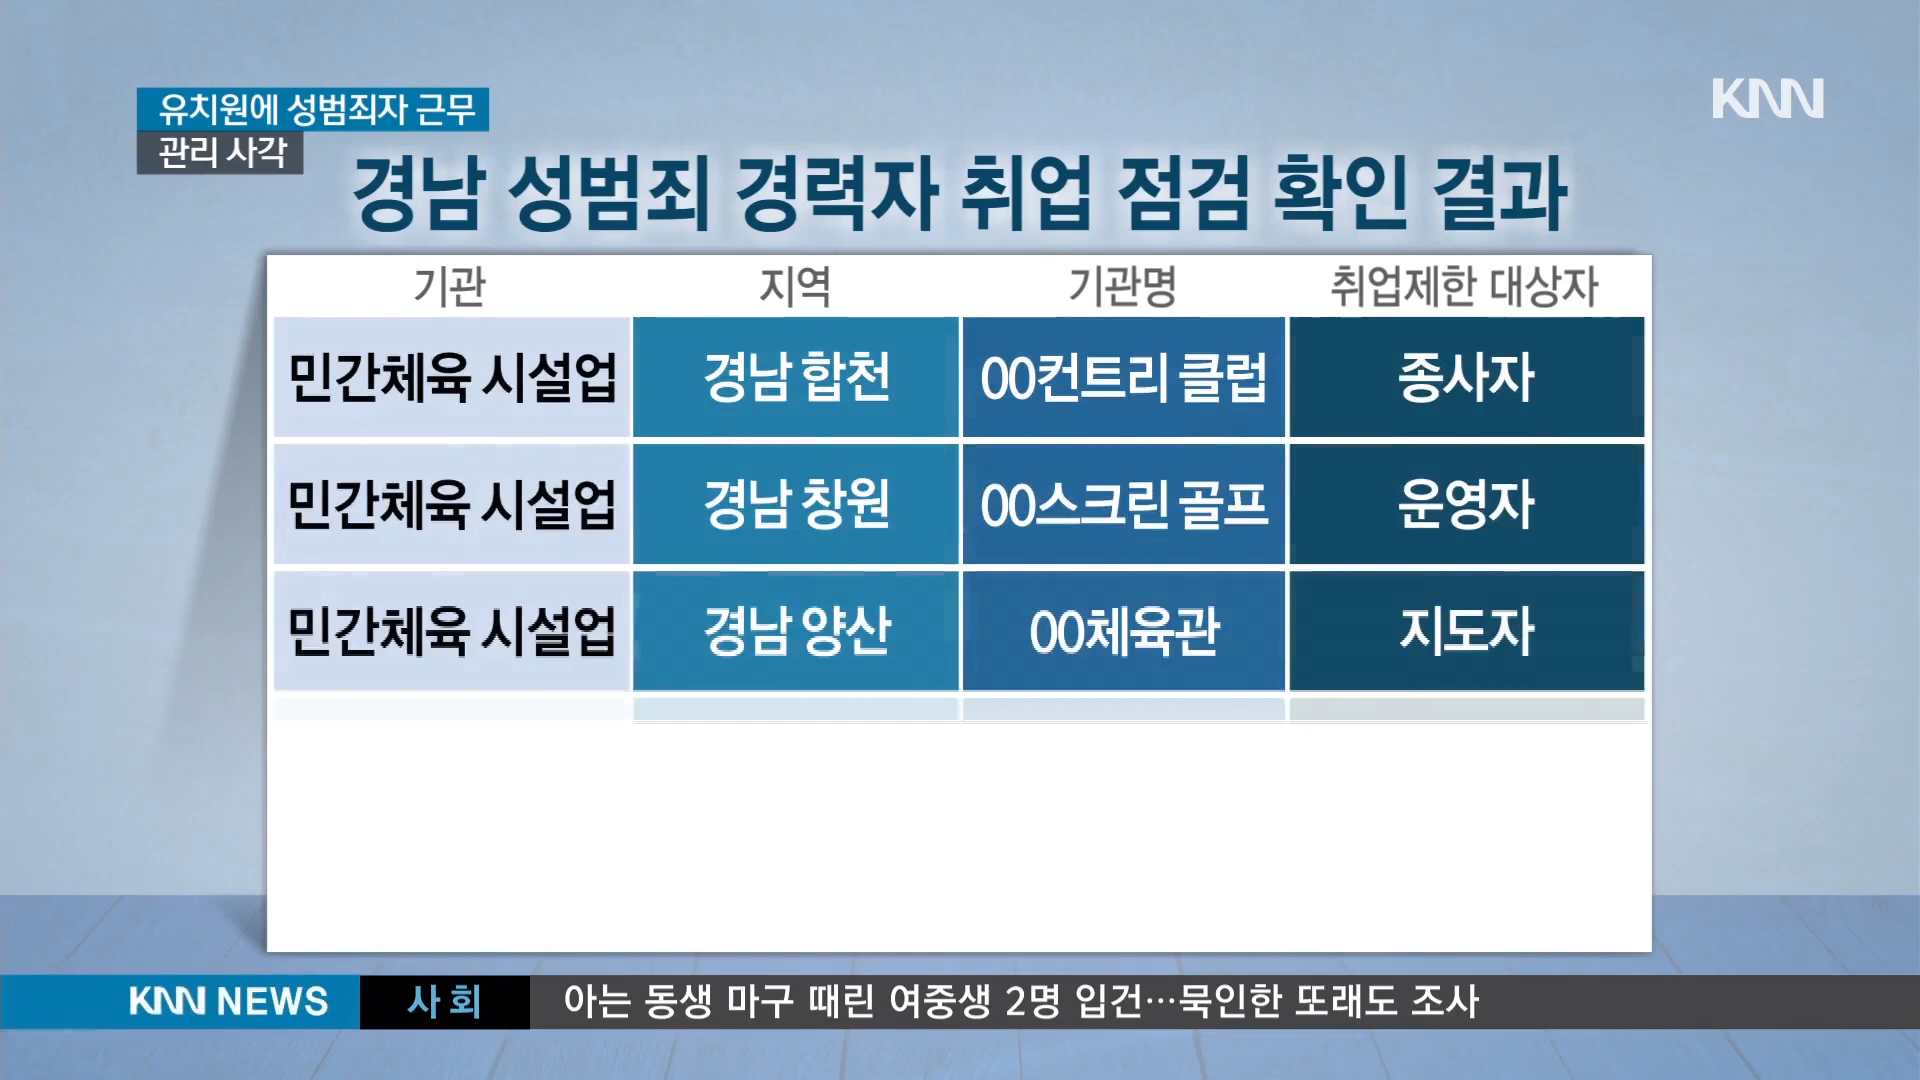 유치원에 성범죄자 근무
관리 사각
KNN
경남 성범죄 경력자 취업 점검 확인 결과
기관 지역 기관명 취업제한 대상자
민간체육 시설업 경남 합천 00컨트리 클럽 종사자
민간체육 시설업 경남 창원 00스크린 골프 운영자
민간체육 시설업 경남 양산 00체육관 지도자
KNN NEWS 사회 아는 동생 마구 때린 여중생 2명 입건…묵인한 또래도 조사